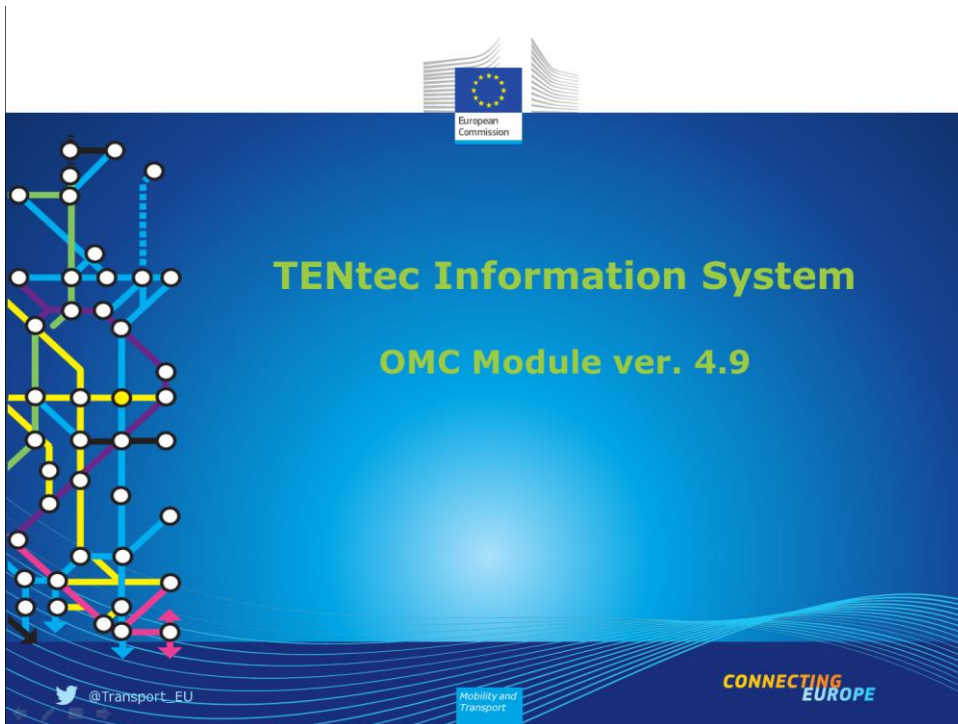 European
Commission
TENtec Information System
OMC Module ver. 4.9
@Transport_EU
Mobility and
Transport
CONNECTING
EUROPE